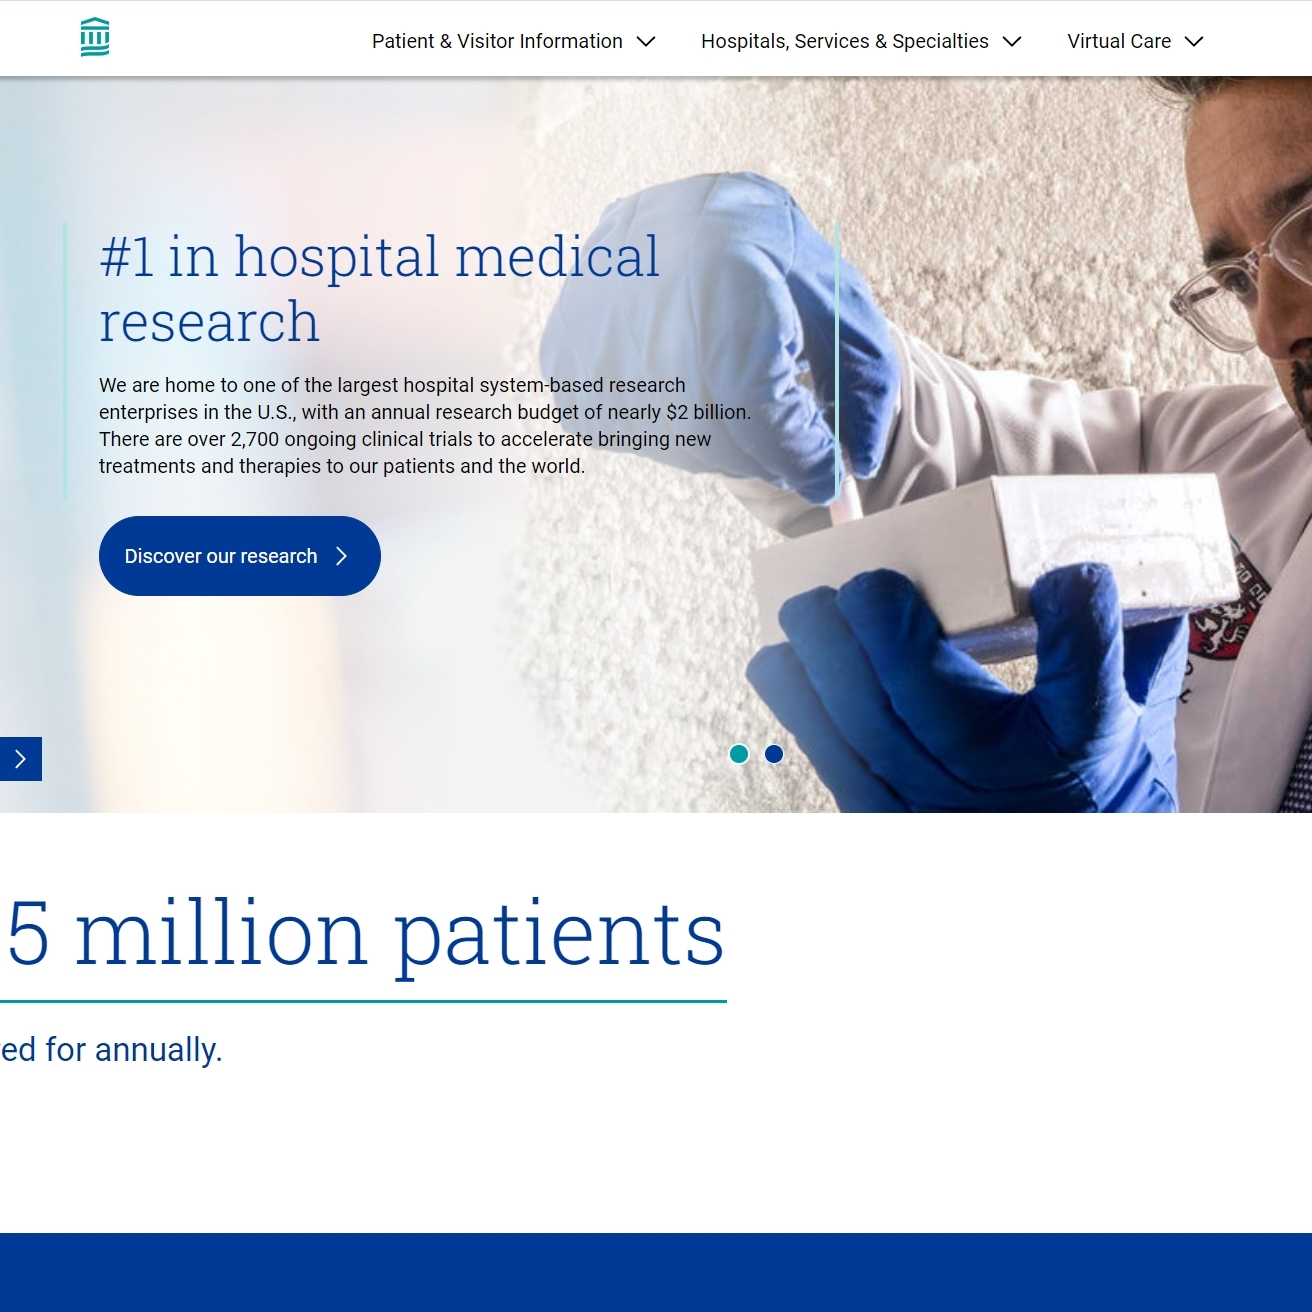 Patient & Visitor Information
Hospitals, Services & Specialties
Virtual Care
#1 in hospital medical
research
We are home to one of the largest hospital system-based research
enterprises in the U.S., with an annual research budget of nearly $2 billion.
There are over 2,700 ongoing clinical trials to accelerate bringing new
treatments and therapies to our patients and the world.
Discover our research
5 million patients
ed for annually.